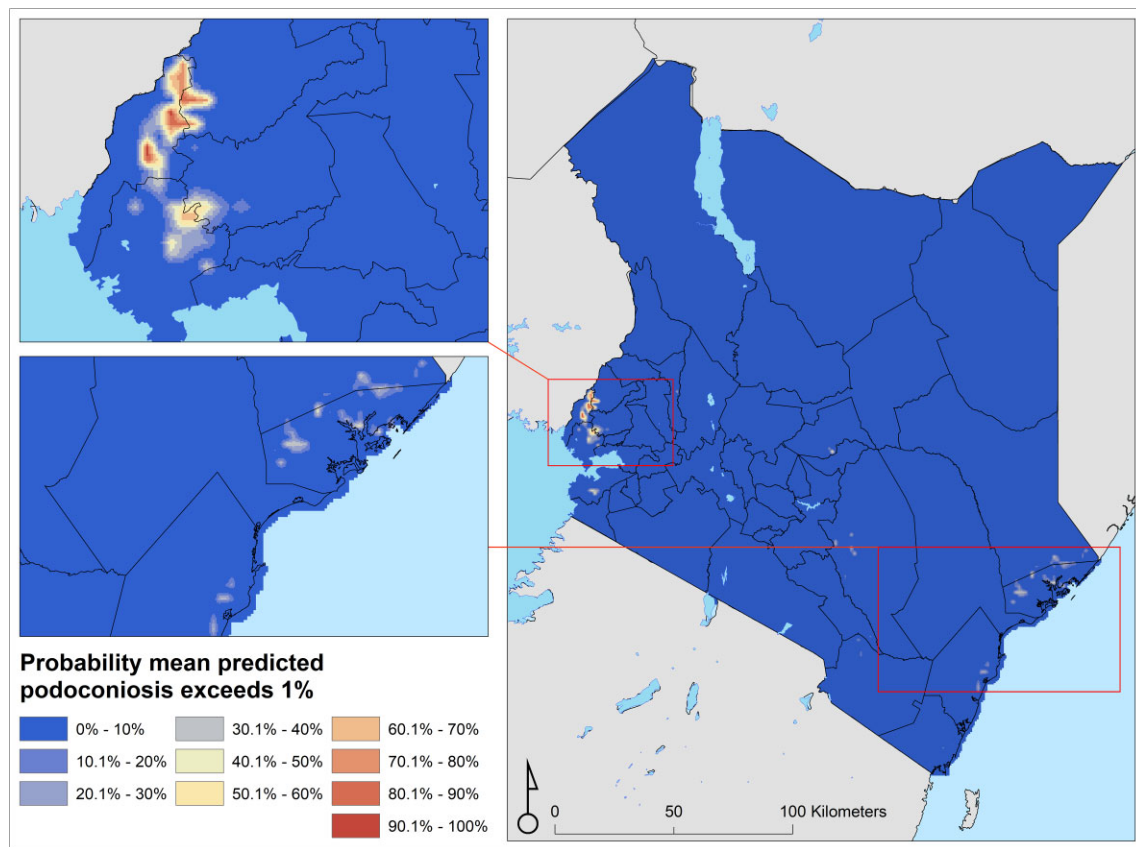 Probability mean predicted
podoconiosis exceeds 1%
0% - 10%
10.1% - 20%
20.1% - 30%
30.1% - 40%
40.1% - 50%
50.1% - 60%
60.1% - 70%
70.1% - 80%
80.1% - 90%
90.1% - 100%
0 50 100 Kilometers